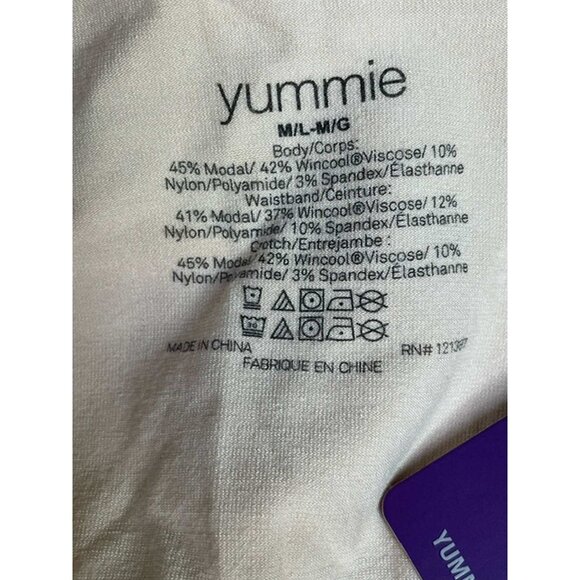 yummie
M/L-M/G
Body/Corps:
45% Modal/ 42% Wincool®Viscose/ 10%
Nylon/Polyamide/ 3% Spandex/Élasthanne
Waistband/Ceinture:
41% Modal/ 37% Wincool®Viscose/ 12%
Nylon/Polyamide/ 10% Spandex/Élasthanne
Crotch/Entrejambe :
45% Modal/ 42% Wincool®Viscose/ 10%
Nylon/Polyamide/ 3% Spandex/Élasthanne
30
MADE IN CHINA
RN#
FABRIQUE EN CHINE